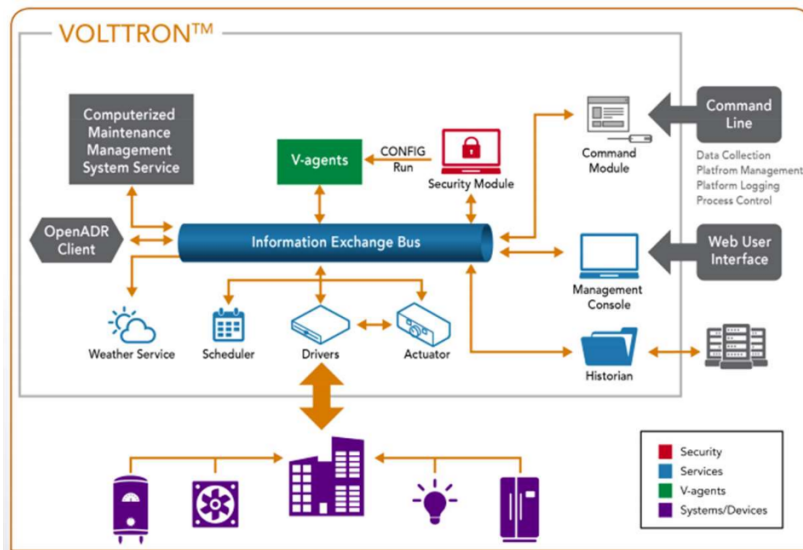 VOLTTRON™
Computerized
Maintenance
Management
System Service
V-agents
CONFIG
Run
Security Module
Command
Module
Command
Line
Data Collection
Platfrom Management
Platform Logging
Process Control
OpenADR
Client
Information Exchange Bus
Management
Console
Web User
Interface
Weather Service
Scheduler
Drivers
Actuator
Historian
Security
Services
V-agents
Systems/Devices